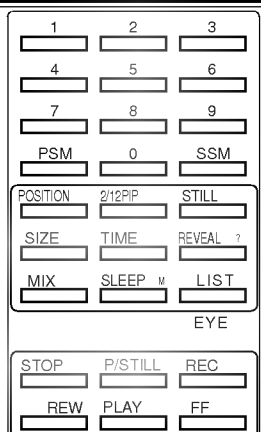 1 2 3
4 5 6
7 8 9
PSM 0 SSM
POSITION 2/12PIP STILL
SIZE TIME REVEAL ?
MIX SLEEP M LIST
EYE
STOP P/STILL REC
REW PLAY FF